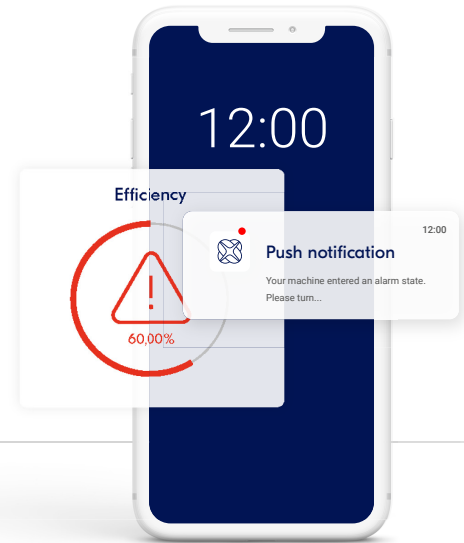 12:00
Efficiency
12:00
Push notification
Your machine entered an alarm state.
Please turn...
60,00%